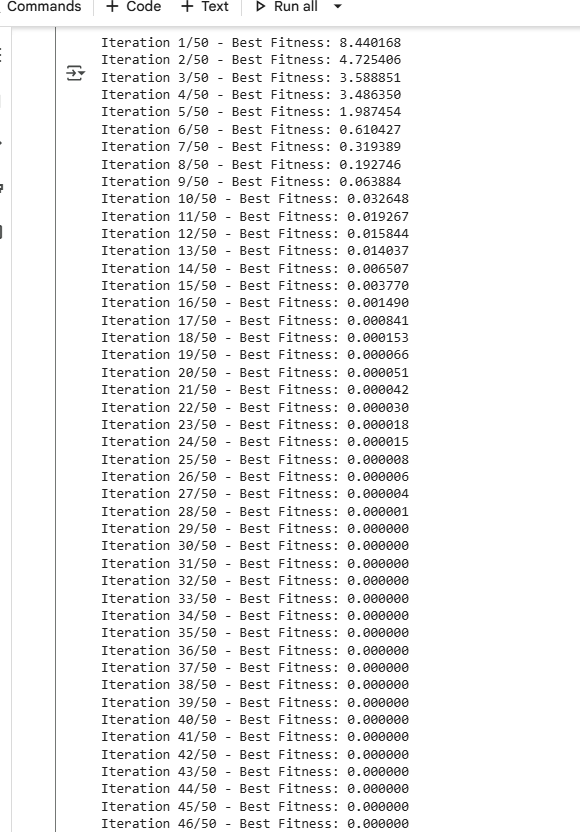 Commands + Code + Text Run all
Iteration 1/50 - Best Fitness: 8.440168
Iteration 2/50 - Best Fitness: 4.725406
Iteration 3/50 - Best Fitness: 3.588851
Iteration 4/50 - Best Fitness: 3.486350
Iteration 5/50 - Best Fitness: 1.987454
Iteration 6/50 - Best Fitness: 0.610427
Iteration 7/50 - Best Fitness: 0.319389
Iteration 8/50 - Best Fitness: 0.192746
Iteration 9/50 - Best Fitness: 0.063884
Iteration 10/50 - Best Fitness: 0.032648
Iteration 11/50 - Best Fitness: 0.019267
Iteration 12/50 - Best Fitness: 0.015844
Iteration 13/50 - Best Fitness: 0.014037
Iteration 14/50 - Best Fitness: 0.006507
Iteration 15/50 - Best Fitness: 0.003770
Iteration 16/50 - Best Fitness: 0.001490
Iteration 17/50 - Best Fitness: 0.000841
Iteration 18/50 - Best Fitness: 0.000153
Iteration 19/50 - Best Fitness: 0.000066
Iteration 20/50 - Best Fitness: 0.000051
Iteration 21/50 - Best Fitness: 0.000042
Iteration 22/50 - Best Fitness: 0.000030
Iteration 23/50 - Best Fitness: 0.000018
Iteration 24/50 - Best Fitness: 0.000015
Iteration 25/50 - Best Fitness: 0.000008
Iteration 26/50 - Best Fitness: 0.000006
Iteration 27/50 - Best Fitness: 0.000004
Iteration 28/50 - Best Fitness: 0.000001
Iteration 29/50 - Best Fitness: 0.000000
Iteration 30/50 - Best Fitness: 0.000000
Iteration 31/50 - Best Fitness: 0.000000
Iteration 32/50 - Best Fitness: 0.000000
Iteration 33/50 - Best Fitness: 0.000000
Iteration 34/50 - Best Fitness: 0.000000
Iteration 35/50 - Best Fitness: 0.000000
Iteration 36/50 - Best Fitness: 0.000000
Iteration 37/50 - Best Fitness: 0.000000
Iteration 38/50 - Best Fitness: 0.000000
Iteration 39/50 - Best Fitness: 0.000000
Iteration 40/50 - Best Fitness: 0.000000
Iteration 41/50 - Best Fitness: 0.000000
Iteration 42/50 - Best Fitness: 0.000000
Iteration 43/50 - Best Fitness: 0.000000
Iteration 44/50 - Best Fitness: 0.000000
Iteration 45/50 - Best Fitness: 0.000000
Iteration 46/50 - Best Fitness: 0.000000